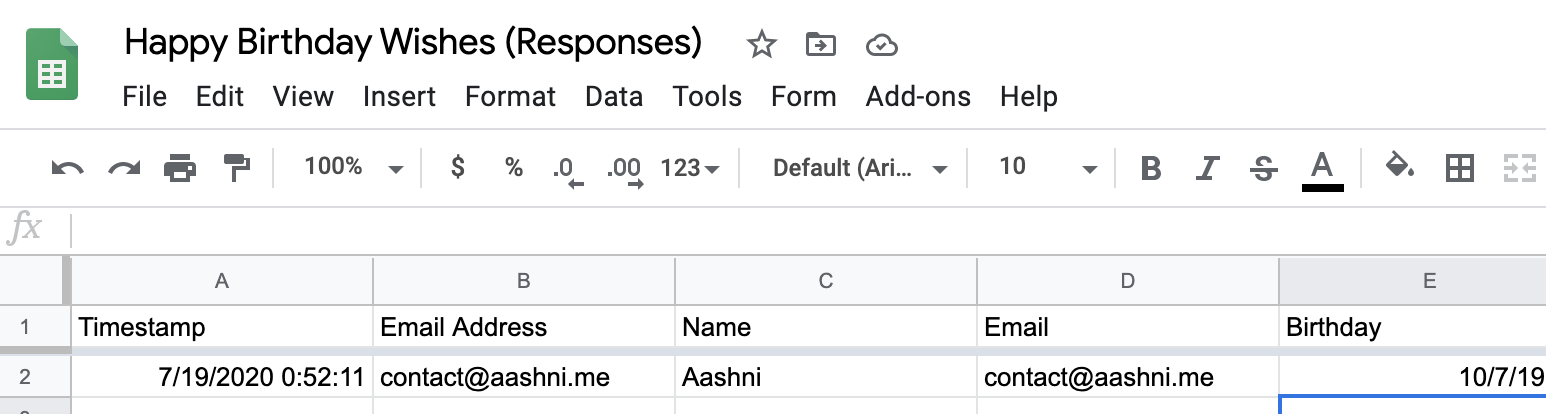 Happy Birthday Wishes (Responses)
File Edit View Insert Format Data Tools Form Add-ons Help
100% $ % .0 .00 123 Default (Ari... 10 B I S A
fx
A B C D E
1 Timestamp Email Address Name Email Birthday
2 7/19/2020 0:52:11 contact@aashni.me Aashni contact@aashni.me 10/7/19